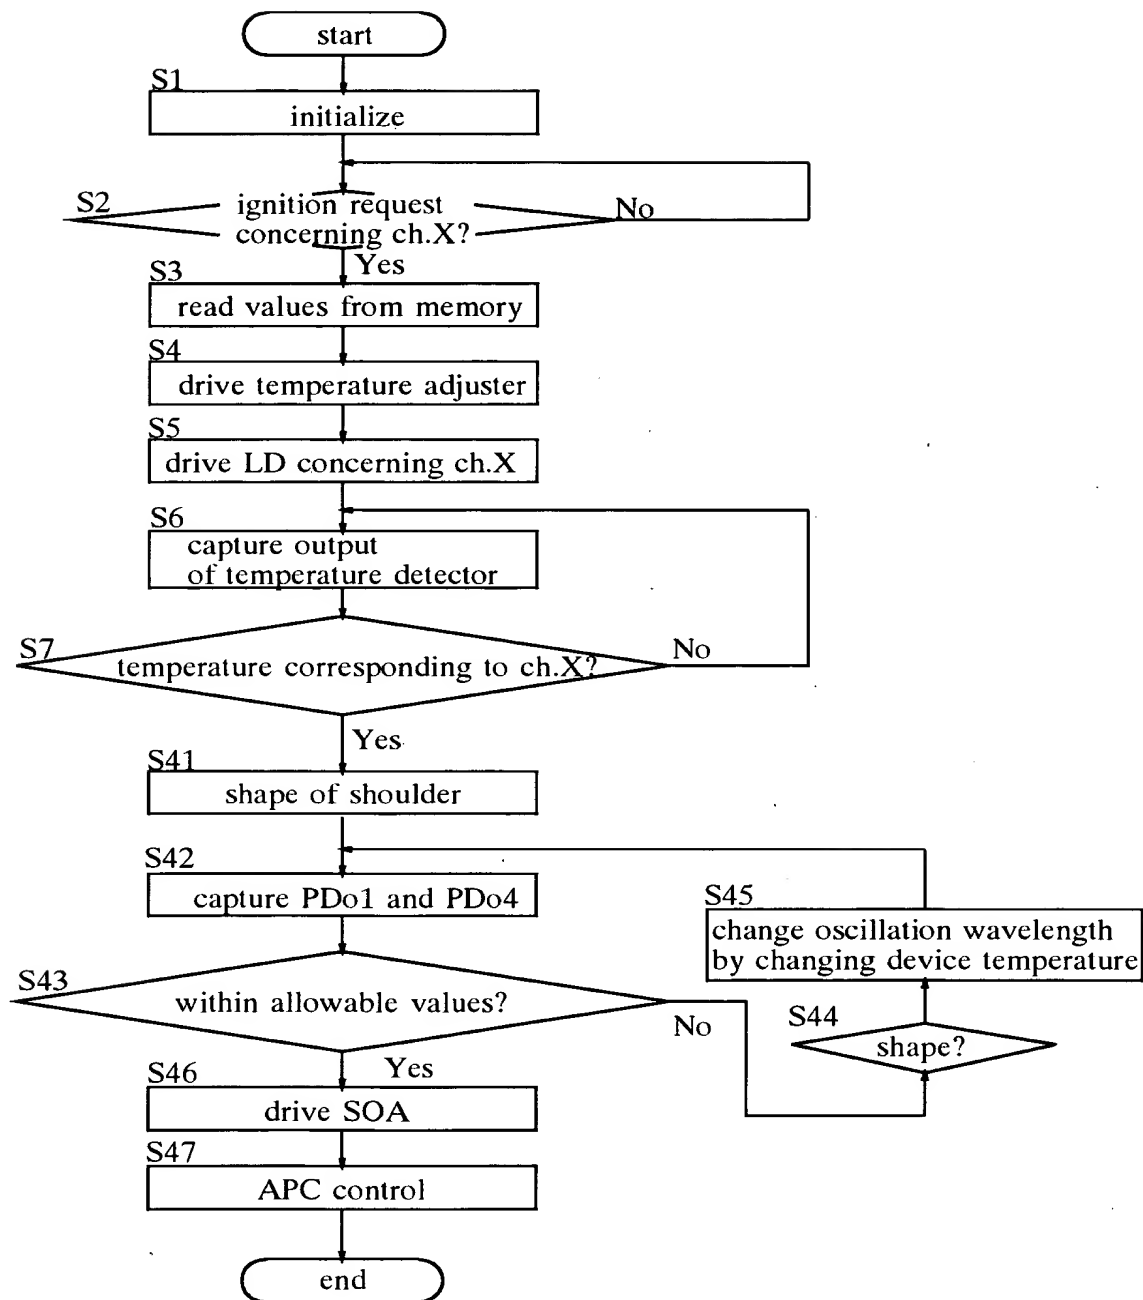 start
S1
initialize
S2
ignition request
concerning ch.X?
No
Yes
S3
read values from memory
S4
drive temperature adjuster
S5
drive LD concerning ch.X
S6
capture output
of temperature detector
S7
temperature corresponding to ch.X?
No
Yes
S41
shape of shoulder
S42
capture PDo1 and PDo4
S45
change oscillation wavelength
by changing device temperature
S43
within allowable values?
No
S44
shape?
Yes
S46
drive SOA
S47
APC control
end